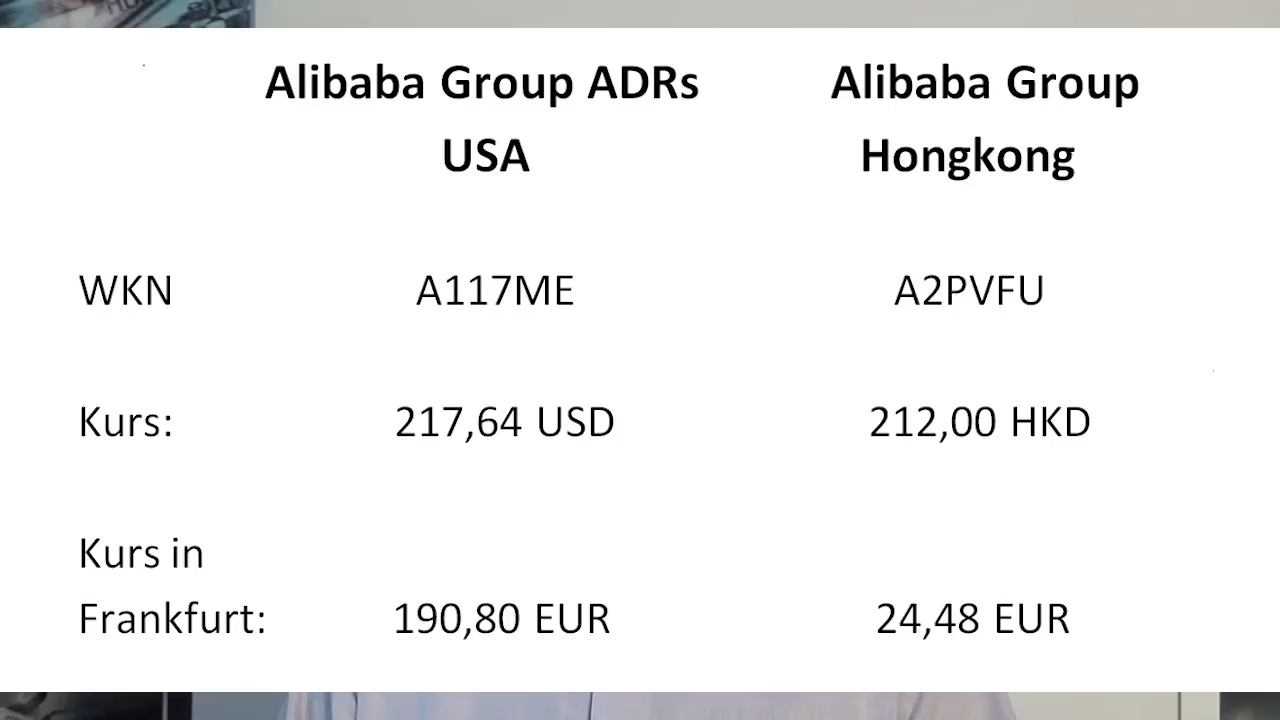 Alibaba Group ADRs Alibaba Group
USA Hongkong
WKN A117ME A2PVFU
Kurs: 217,64 USD 212,00 HKD
Kurs in
Frankfurt: 190,80 EUR 24,48 EUR